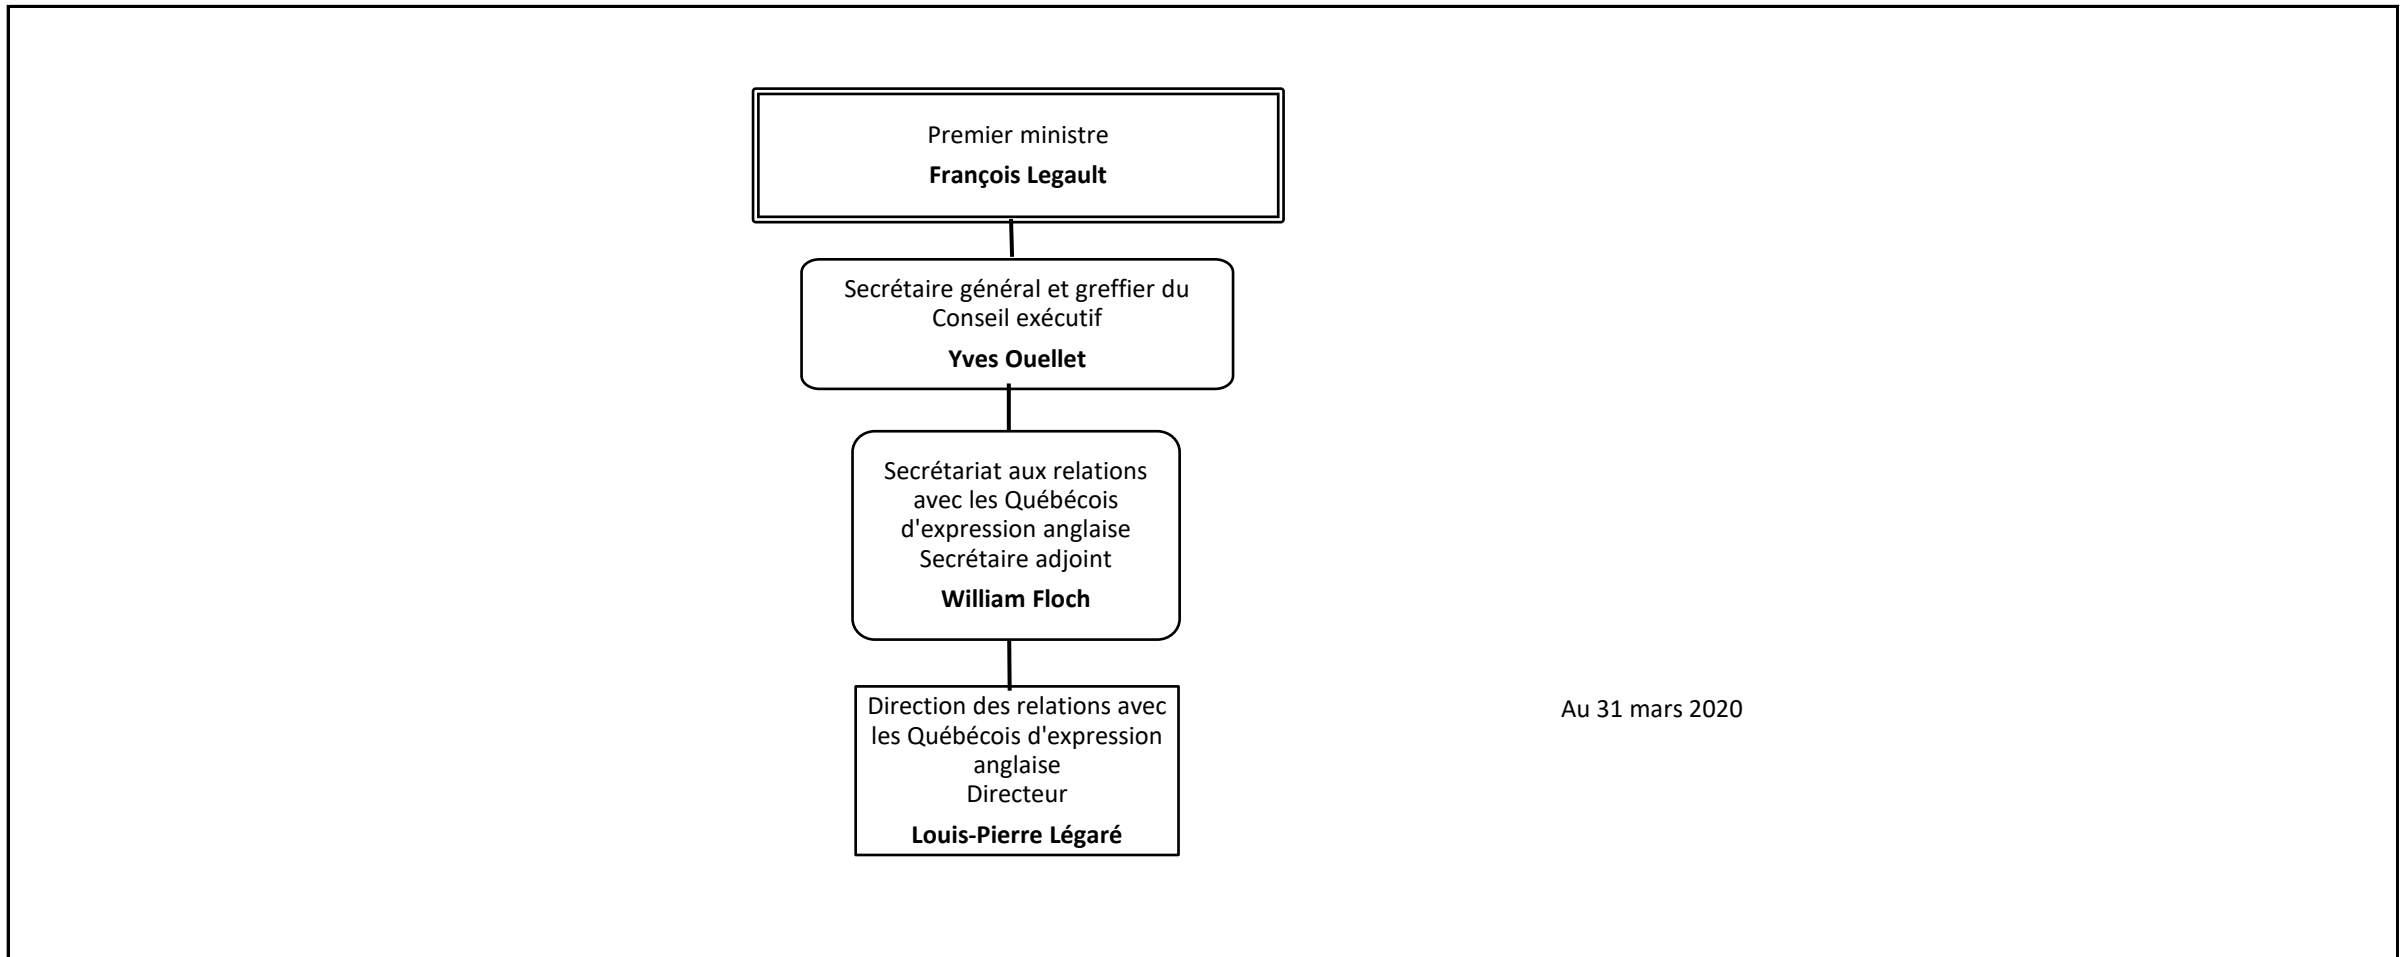 Premier ministre
François Legault
Secrétaire général et greffier du
Conseil exécutif
Yves Ouellet
Secrétariat aux relations
avec les Québécois
d'expression anglaise
Secrétaire adjoint
William Floch
Direction des relations avec
les Québécois d'expression
anglaise
Directeur
Louis-Pierre Légaré
Au 31 mars 2020